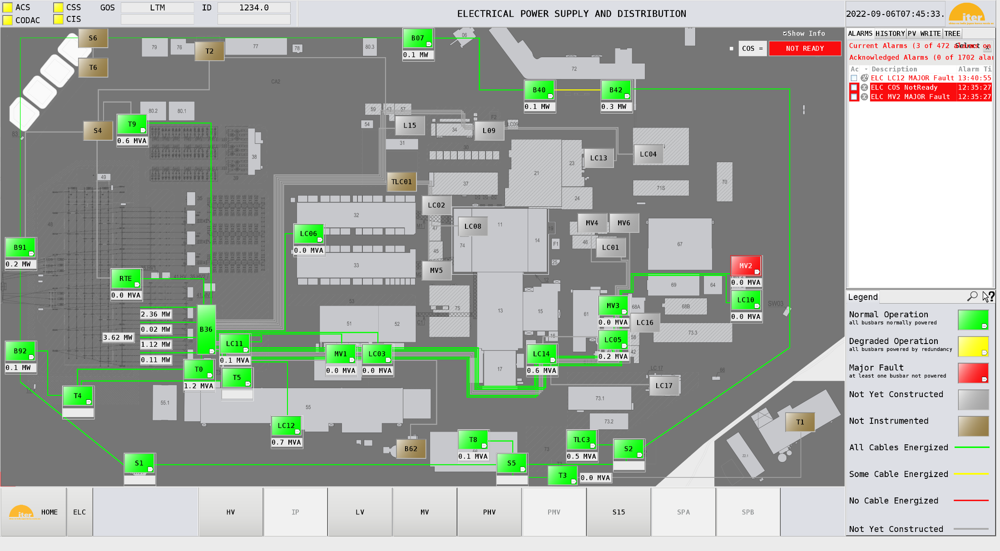 ACS
CSS
GOS
LTM
ID
1234.0
CODAC
CIS
ELECTRICAL POWER SUPPLY AND DISTRIBUTION
2022-09-06T07:45:33.
iter
china eu india japan korea russia usa
Show Info
COS =
NOT READY
ALARMS
HISTORY
PV WRITE
TREE
Current Alarms (3 of 472 alarms on
Select
x
Acknowledged Alarms (0 of 1702 alar
Ac
Description
Alarm Ti
ELC LC12 MAJOR Fault
13:40:55
ELC COS NotReady
12:35:27
ELC MV2 MAJOR Fault
12:35:27
S6
79
76
T2
77
78
80.3
B07
0.1 MW
06
T6
72
CA2
B40
0.1 MW
B42
0.3 MW
80.2
80.1
59
43
57
F2
54
L15
34
L09
LC09
S4
T9
0.6 MVA
83
31
30
38
39
LC13
LC04
23
21
49
TLC01
37
71S
70
24
35
LC02
32
M1
47
LC08
11
MV4
MV6
48
19
14
LC06
0.0 MVA
74
F1
46
LC01
67
B91
0.2 MW
45
33
25
MV5
M2
MV2
0.0 MVA
12
RTE
0.0 MVA
41.HV
35.HV2
69
64
41.MV
53
LC10
0.0 MVA
SW03
MV3
0.0 MVA
68A
68B
75
13
15
61
LC16
2.36 MW
0.02 MW
B36
C1
51
52
3.62 MW
16
58
73.3
1.12 MW
LC11
0.1 MVA
LC05
0.2 MVA
42
0.11 MW
MV1
0.0 MVA
LC03
0.0 MVA
LC14
0.6 MVA
B92
0.1 MW
T0
1.2 MVA
T5
17
LC 17
66
LC17
T4
55.1
55
73.1
LC12
0.7 MVA
73.2
T1
T8
0.1 MVA
56
TLC3
0.5 MVA
S2
B62
73
Z2.1
S1
S5
T3
0.0 MVA
Legend
?
Normal Operation
all busbars normally powered
Degraded Operation
all busbars powered by redundancy
Major Fault
at least one busbar not powered
Not Yet Constructed
Not Instrumented
All Cables Energized
Some Cable Energized
No Cable Energized
Not Yet Constructed
iter
HOME
ELC
HV
IP
LV
MV
PHV
PMV
S15
SPA
SPB